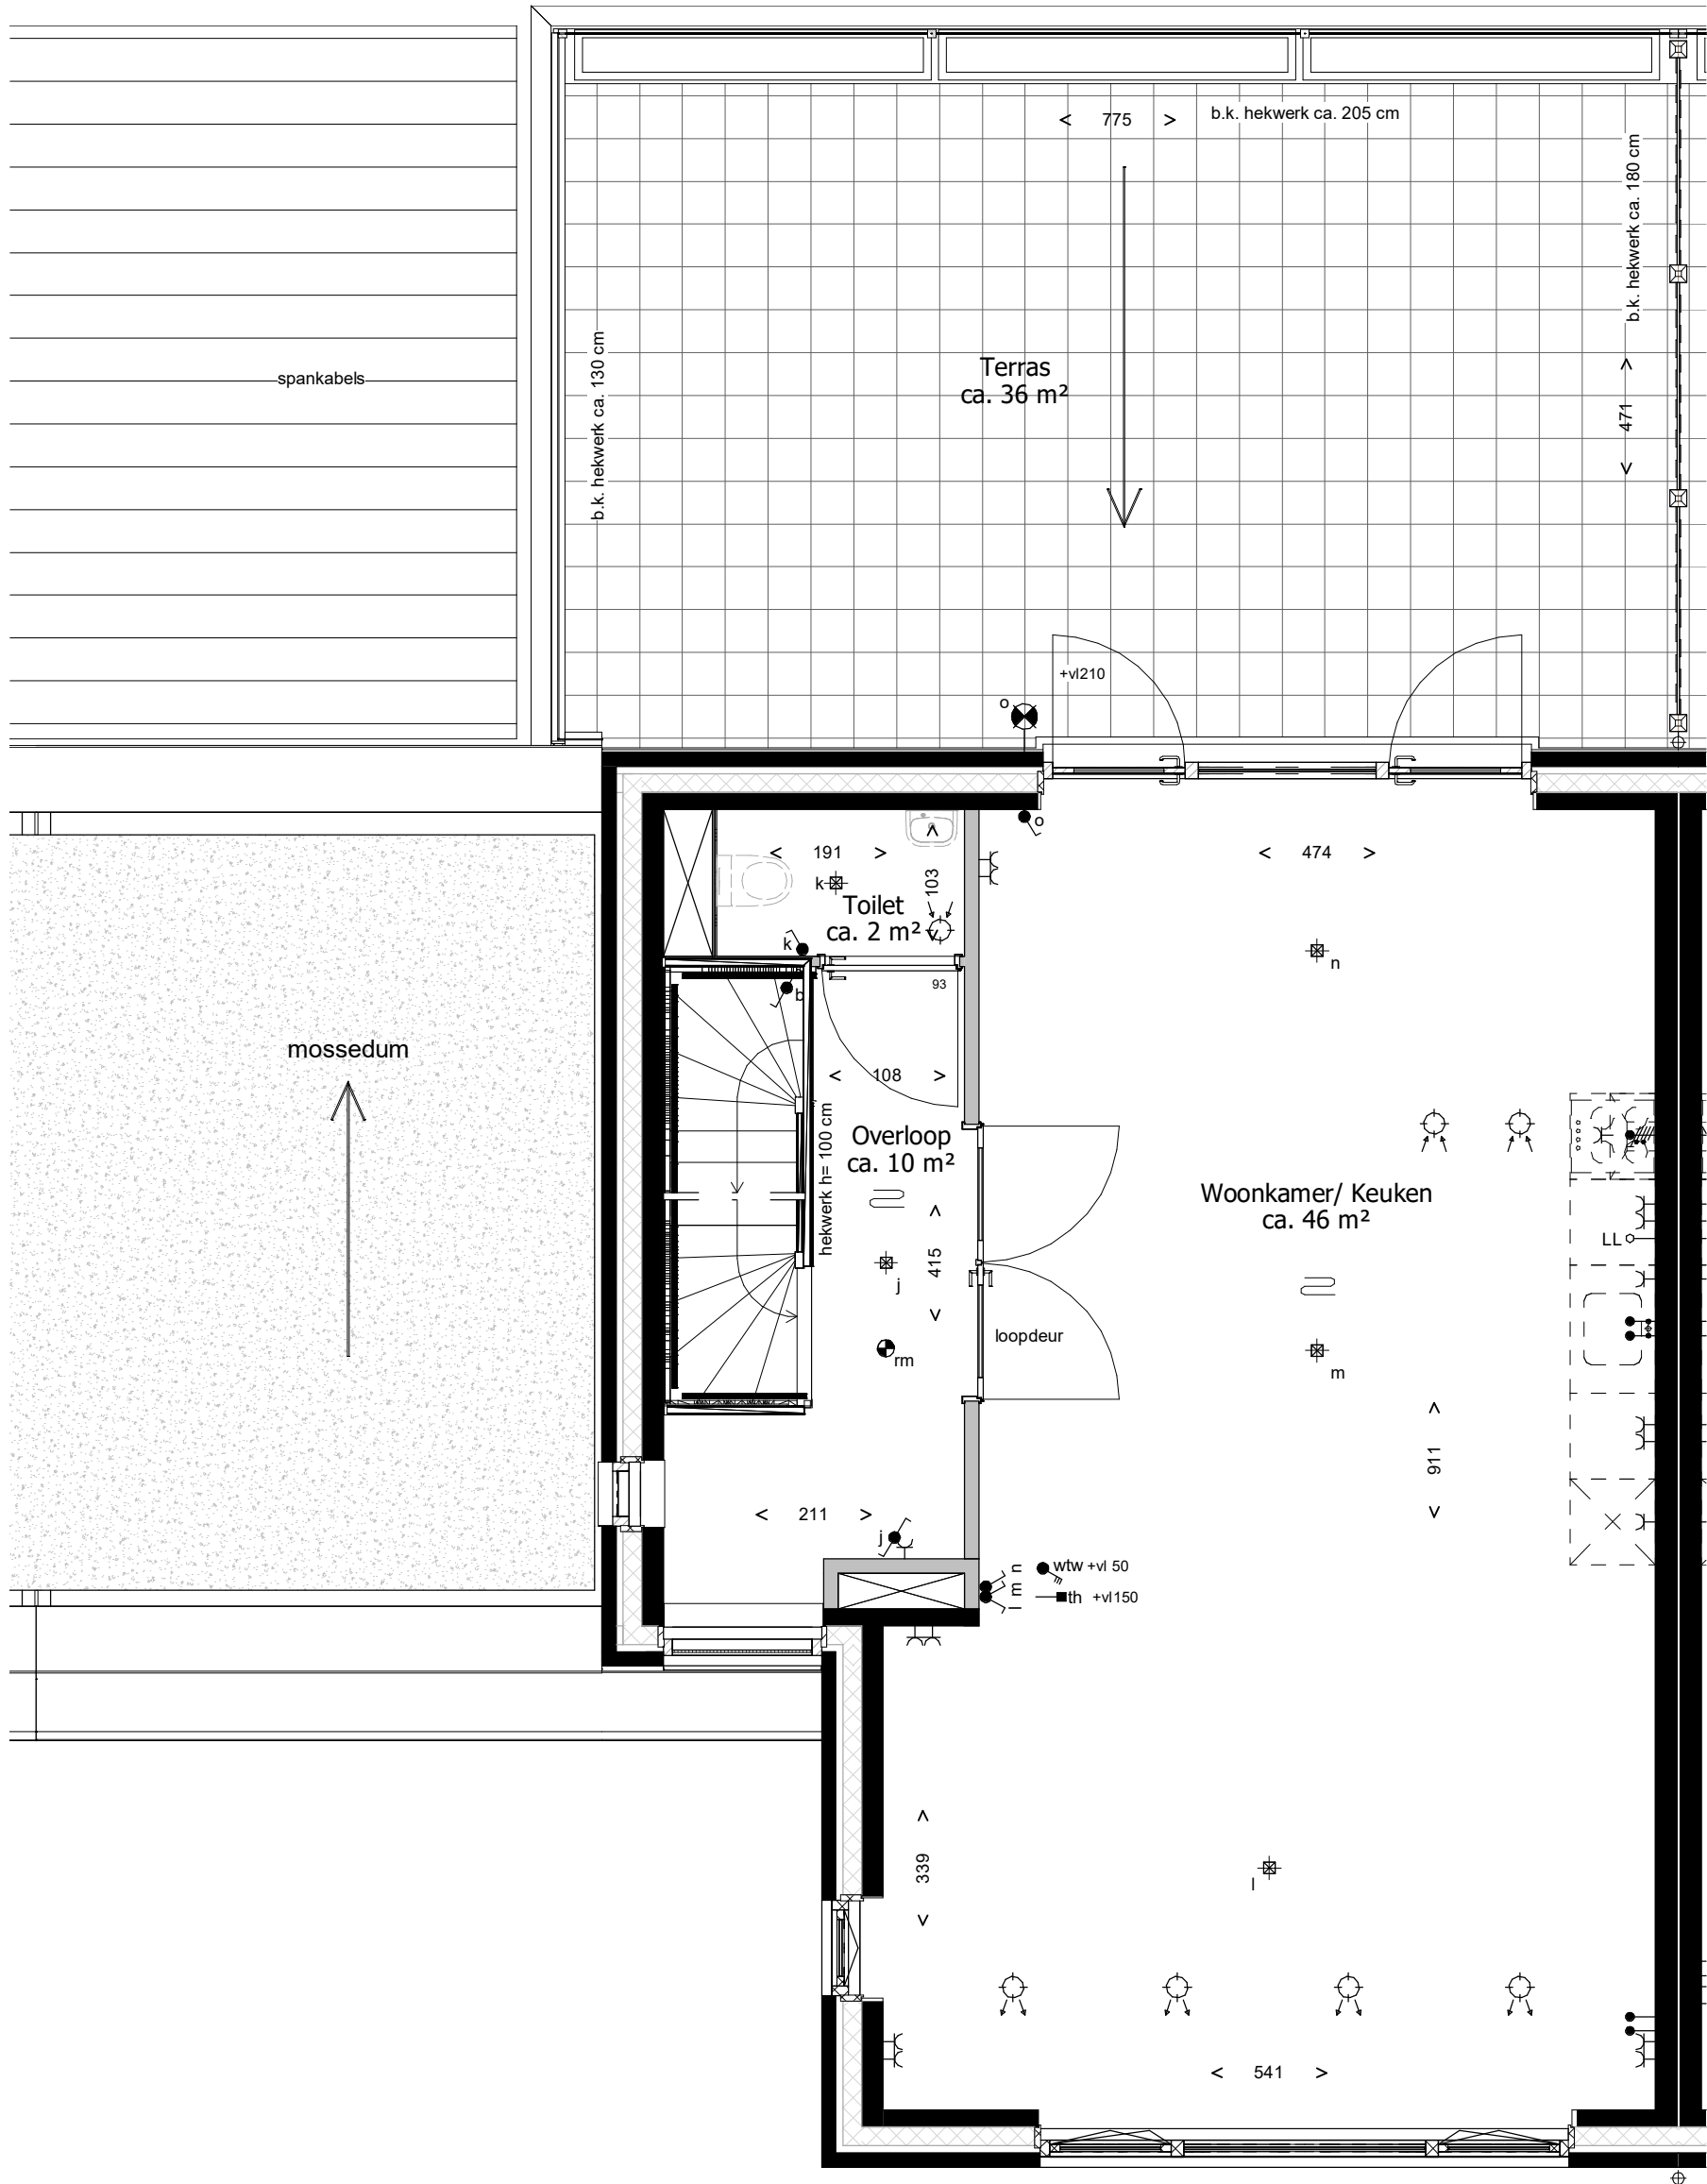 775
b.k. hekwerk ca. 205 cm
b.k. hekwerk ca. 180 cm
spankabels
b.k. hekwerk ca. 130 cm
Terras
ca. 36 m²
471
+vl210
o
o
191
474
k
103
Toilet
ca. 2 m²
k
n
b
93
mossedum
108
hekwerk h= 100 cm
Overloop
ca. 10 m²
Woonkamer/ Keuken
ca. 46 m²
LL
415
j
loopdeur
rm
m
911
211
j
n
m
l
wtw +vl 50
th +vl150
339
l
541